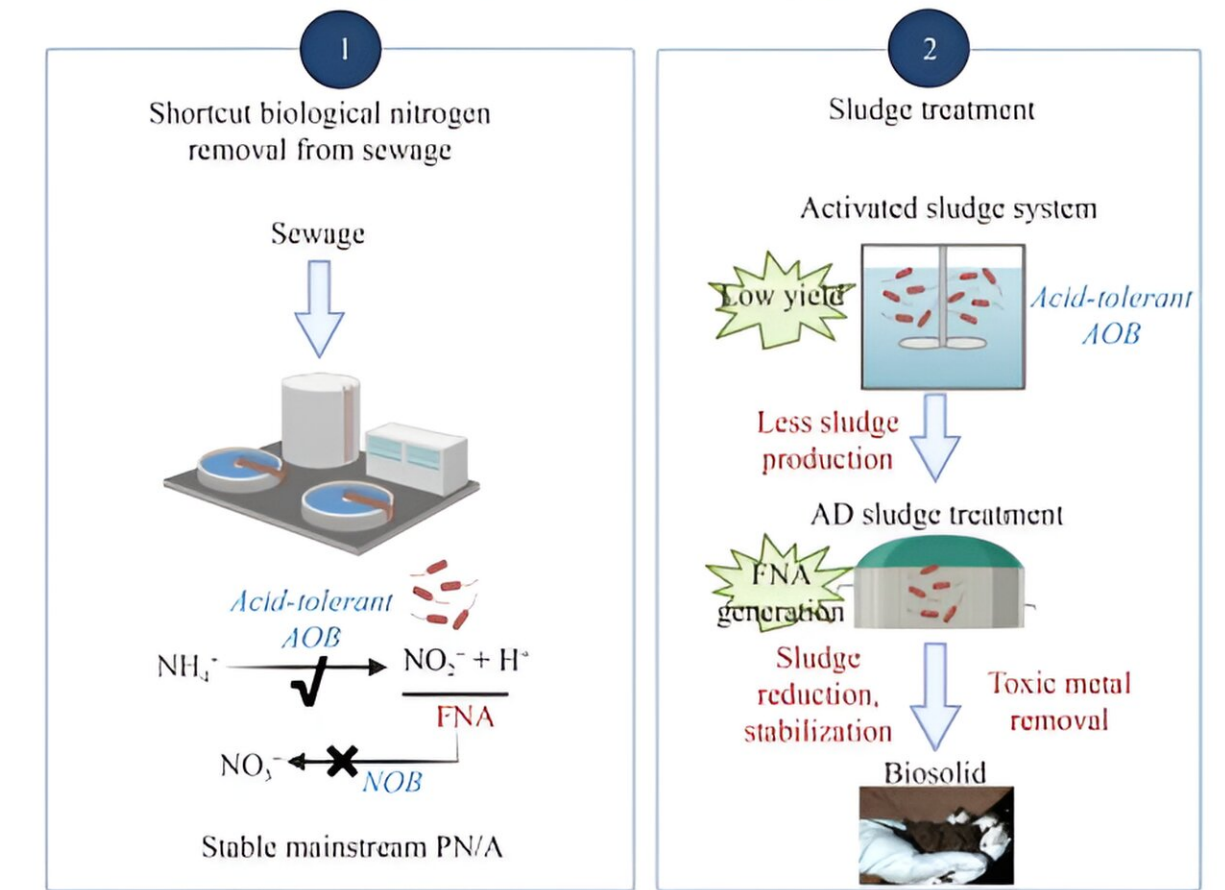 1
Shortcut biological nitrogen
removal from sewage
Sewage
Acid-tolerant
AOB
NH₄⁺
NO₂⁻ + H⁺
FNA
NO₃⁻
NOB
Stable mainstream PN/A
2
Sludge treatment
Activated sludge system
Low yield
Acid-tolerant
AOB
Less sludge
production
AD sludge treatment
FNA
generation
Sludge
reduction,
stabilization
Toxic metal
removal
Biosolid